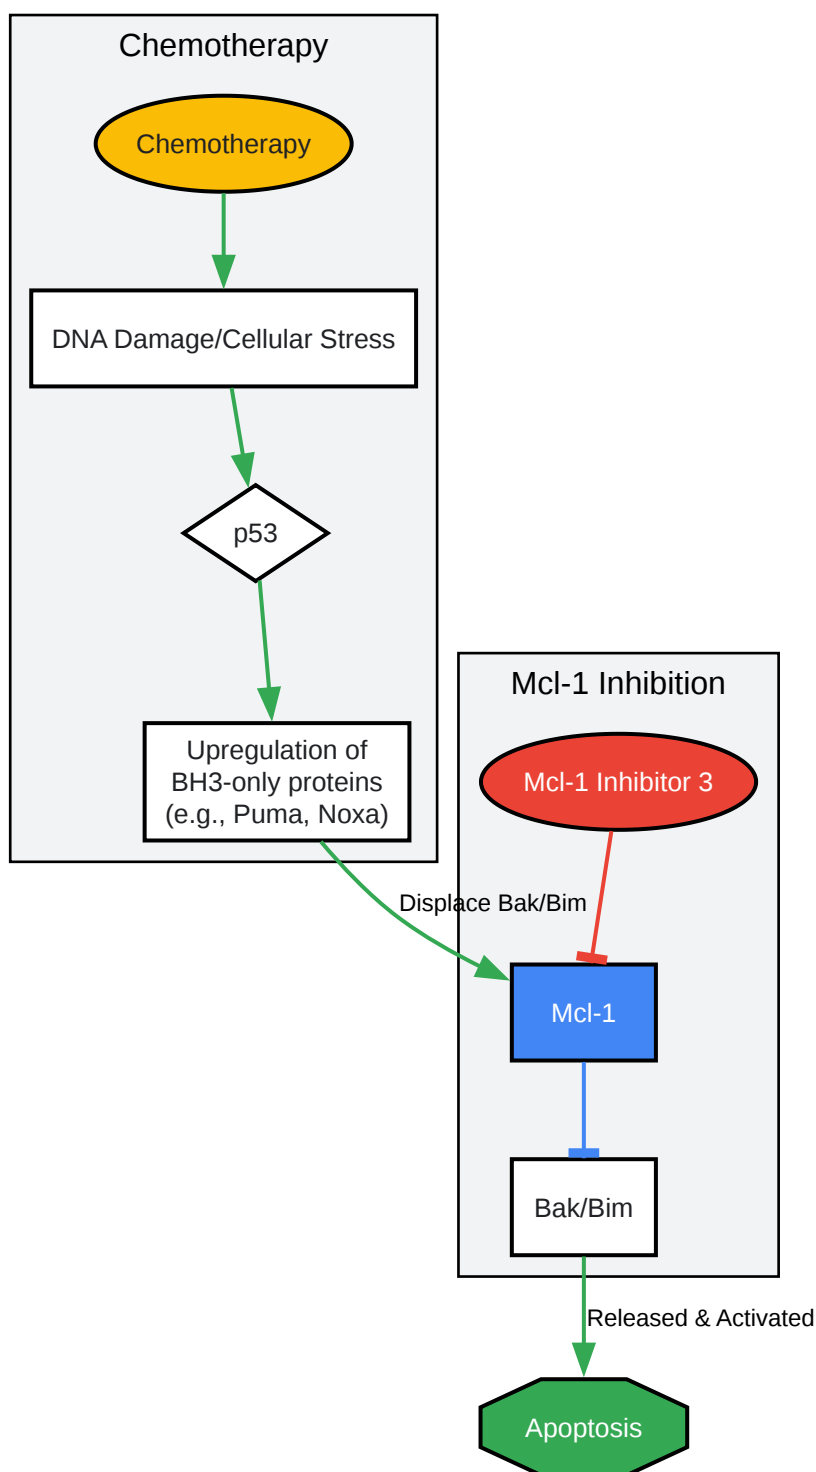 Chemotherapy
Chemotherapy
DNA Damage/Cellular Stress
p53
Upregulation of
BH3-only proteins
(e.g., Puma, Noxa)
Mcl-1 Inhibition
Mcl-1 Inhibitor 3
Displace Bak/Bim
Mcl-1
Bak/Bim
Released & Activated
Apoptosis